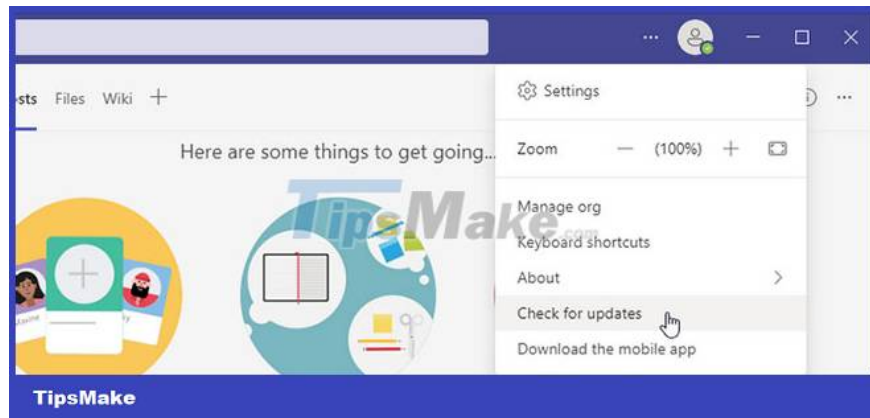 sts Files Wiki
Here are some things to get going...
Settings
Zoom — (100%) +
Manage org
Keyboard shortcuts
About
Check for updates
Download the mobile app
TipsMake.com
TipsMake